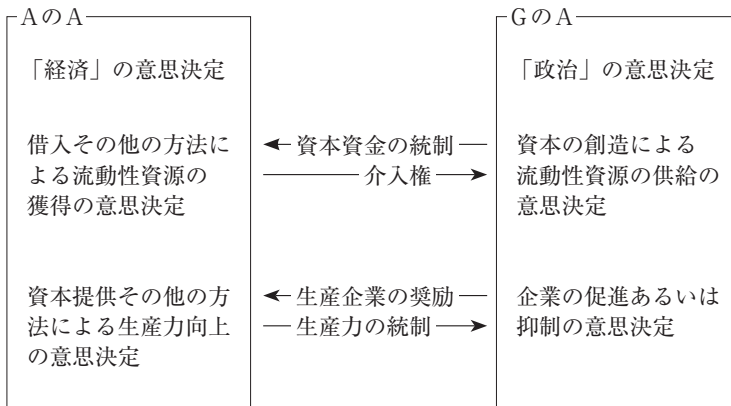 AのA
「経済」の意思決定
借入その他の方法に
よる流動性資源の
獲得の意思決定
資本提供その他の方
法による生産力向上
の意思決定
資本資金の統制
介入権
生産企業の奨励
生産力の統制
GのA
「政治」の意思決定
資本の創造による
流動性資源の供給の
意思決定
企業の促進あるいは
抑制の意思決定